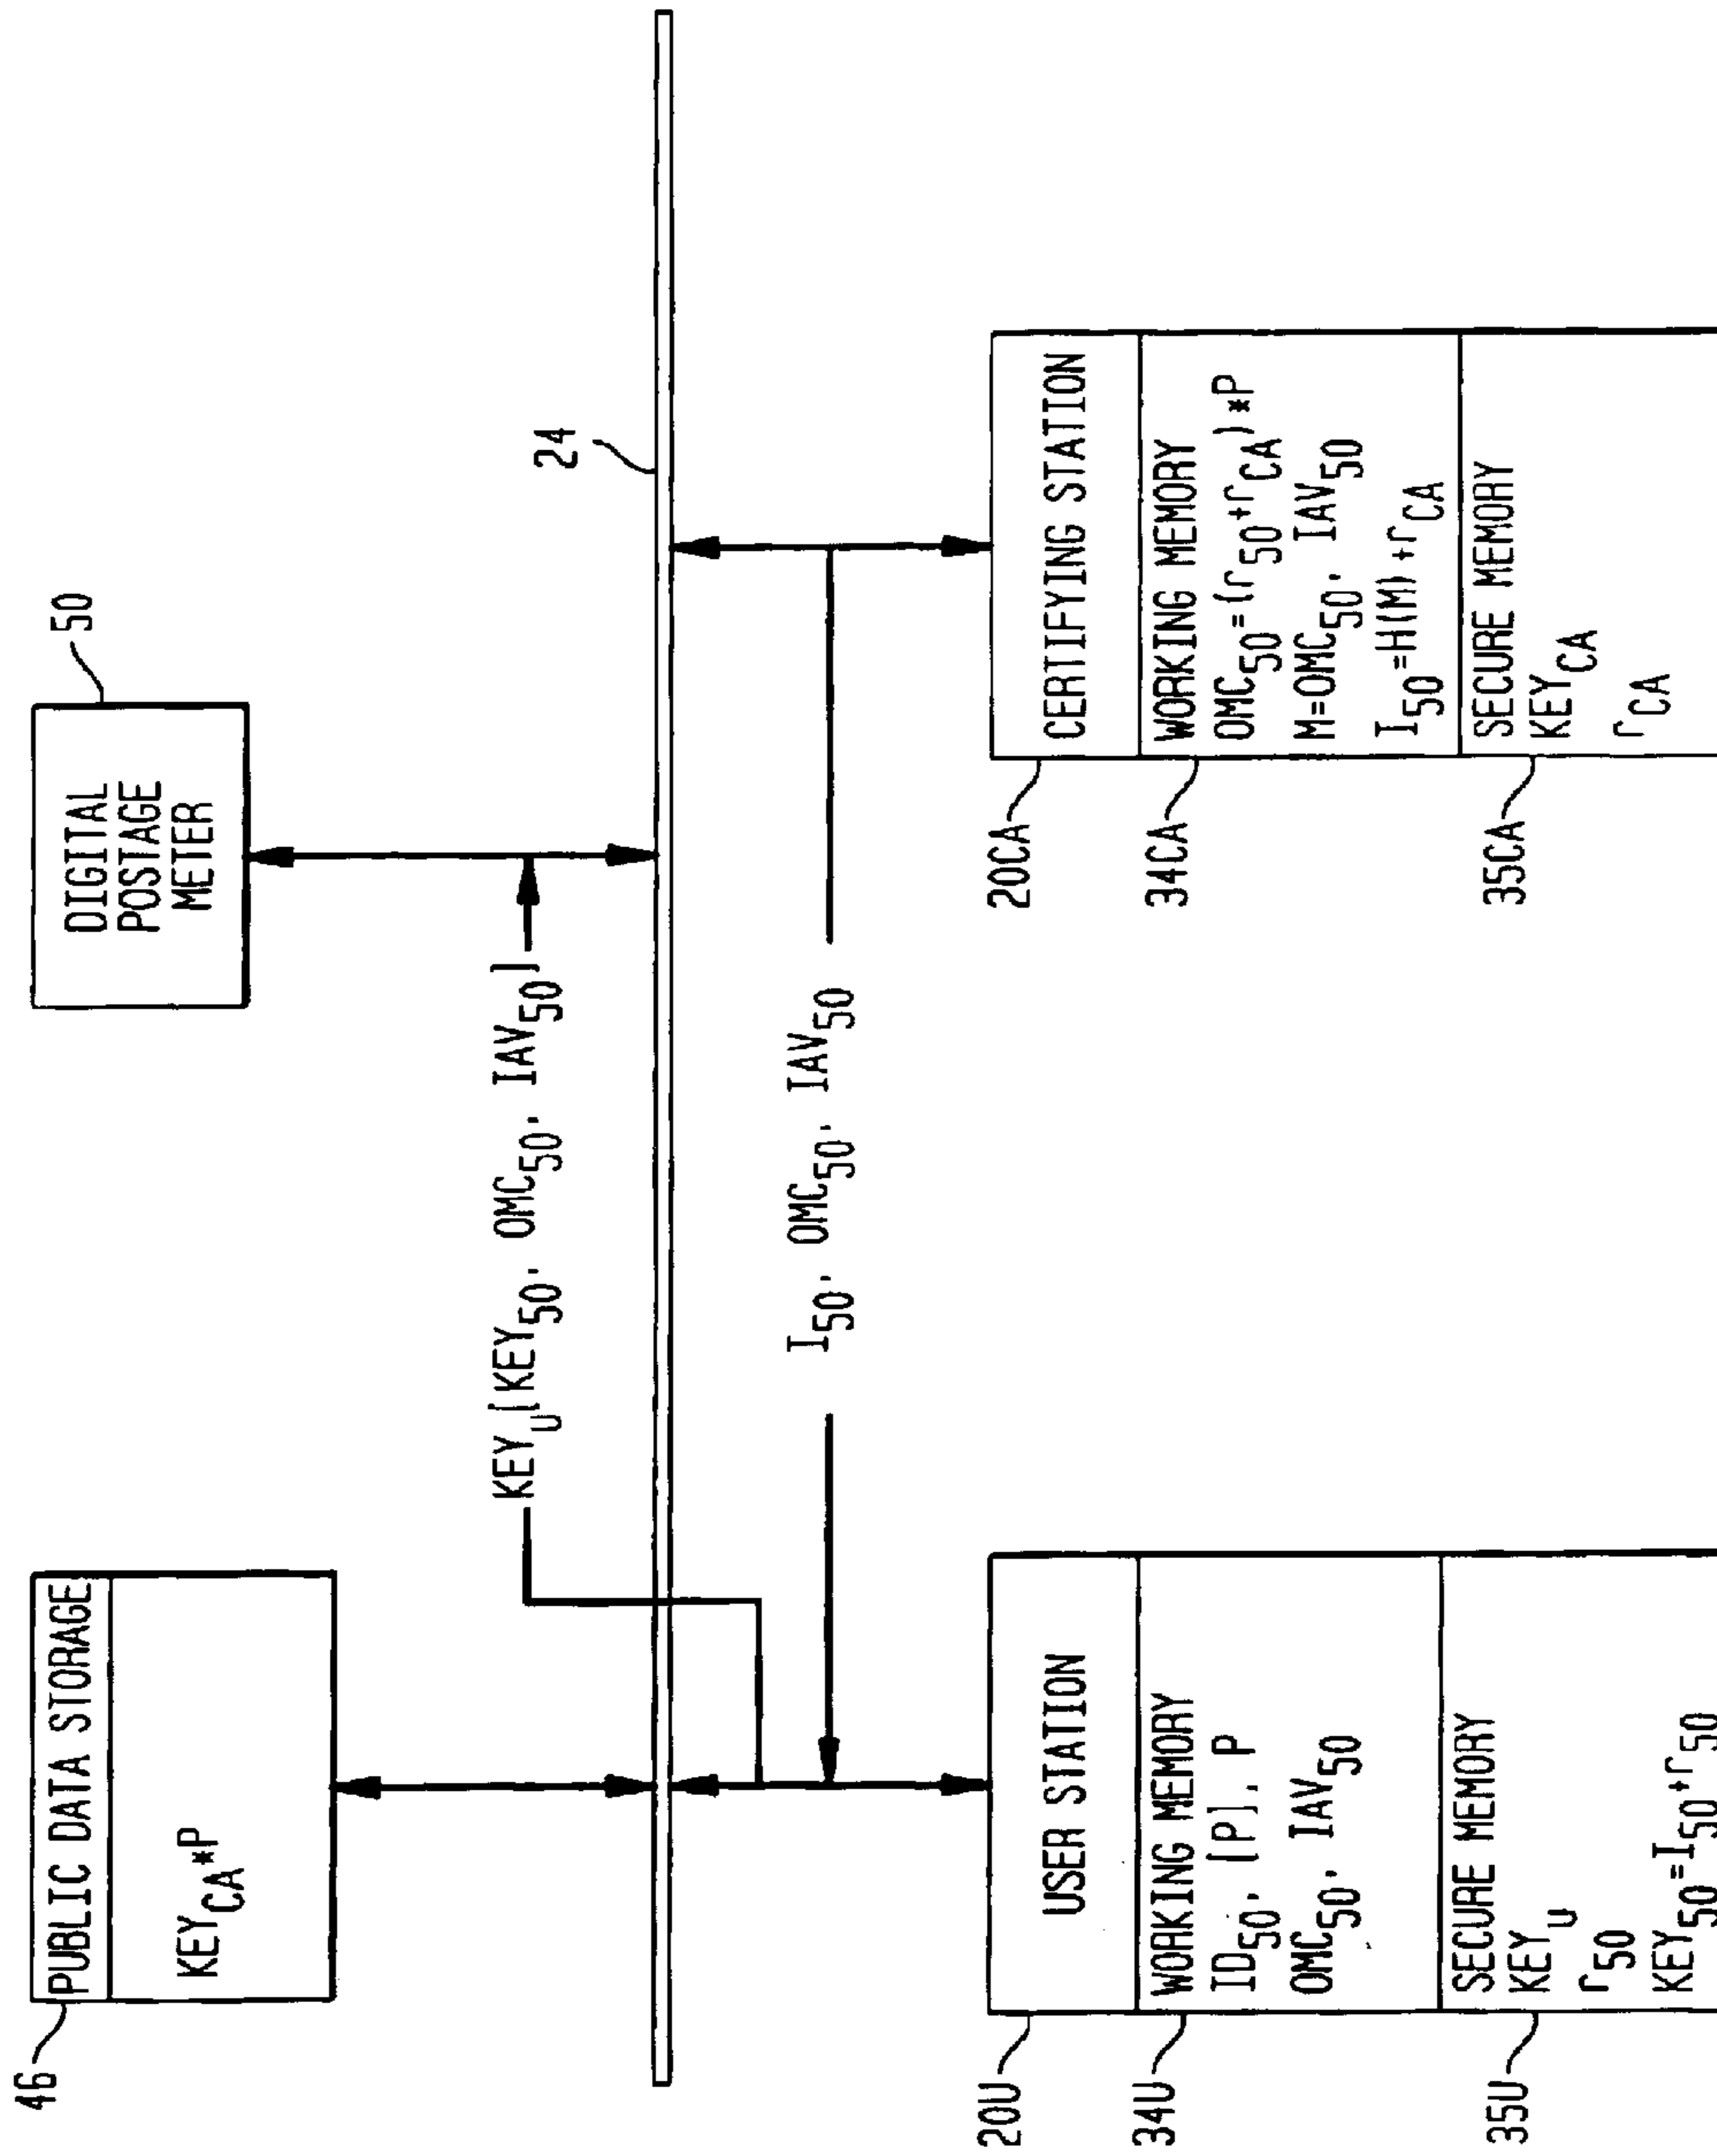 46
PUBLIC DATA STORAGE
KEY_CA*P
50
DIGITAL
POSTAGE
METER
KEY_U[KEY_50, OMC_50, IAV_50]
24
I_50, OMC_50, IAV_50
20U
USER STATION
34U
WORKING MEMORY
ID_50, [P], P
OMC_50, IAV_50
35U
SECURE MEMORY
KEY_U
r_50
KEY_50=I_50+r_50
20CA
CERTIFYING STATION
34CA
WORKING MEMORY
OMC_50=(r_50+r_CA)*P
M=OMC_50, IAV_50
I_50=H(M)+r_CA
35CA
SECURE MEMORY
KEY_CA
r_CA